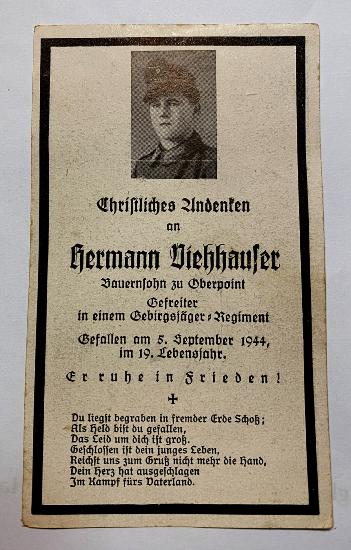 Christliches Andenken
an
Hermann Viehhauser
Bauernsohn zu Oberpoint
Gefreiter
in einem Gebirgsjäger-Regiment
Gefallen am 5. September 1944,
im 19. Lebensjahr.
Er ruhe in Frieden!
Du liegst begraben in fremder Erde Schoß;
Als Held bist du gefallen,
Das Leid um dich ist groß.
Geschlossen ist dein junges Leben,
Reichst uns zum Gruß nicht mehr die Hand,
Dein Herz hat ausgeschlagen
Im Kampf fürs Vaterland.